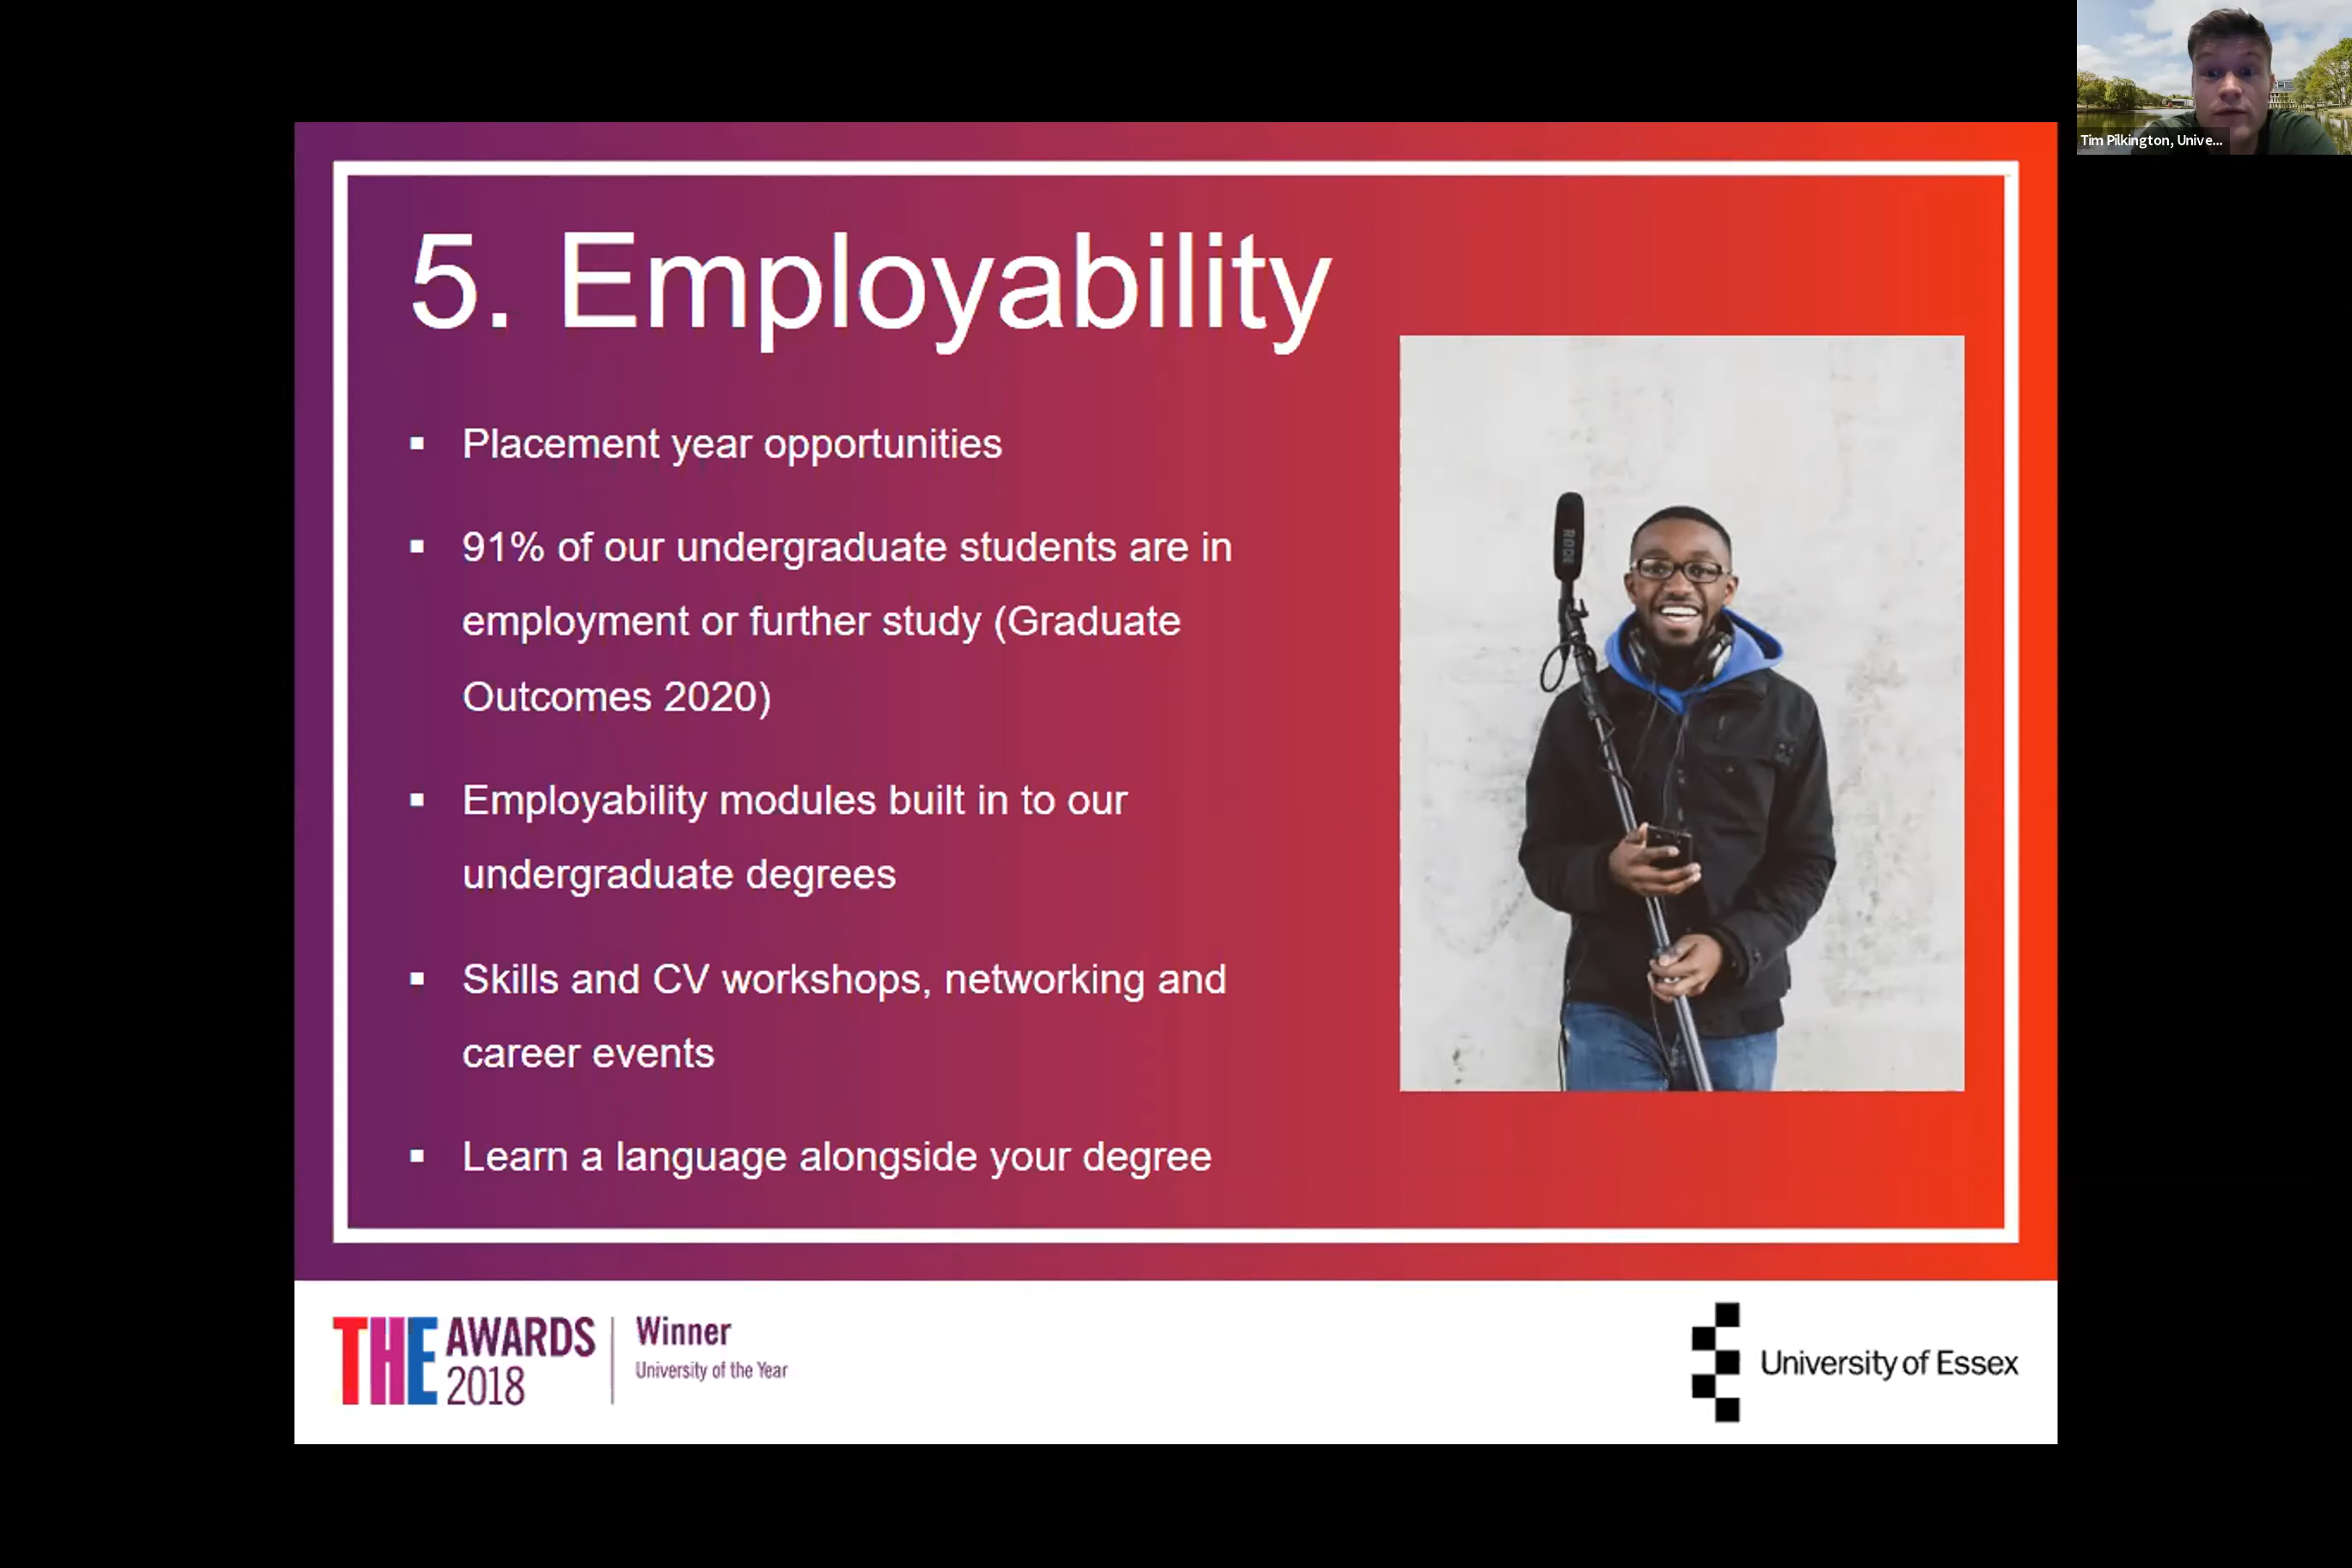 Tim Pilkington, Unive...
5. Employability
▪ Placement year opportunities
▪ 91% of our undergraduate students are in
employment or further study (Graduate
Outcomes 2020)
▪ Employability modules built in to our
undergraduate degrees
▪ Skills and CV workshops, networking and
career events
▪ Learn a language alongside your degree
RODE
THE AWARDS
2018
Winner
University of the Year
University of Essex